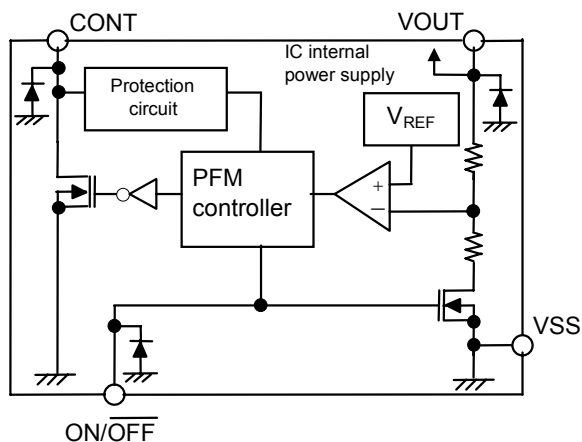 CONT
VOUT
IC internal
power supply
Protection
circuit
VREF
PFM
controller
+
−
VSS
ON/OFF